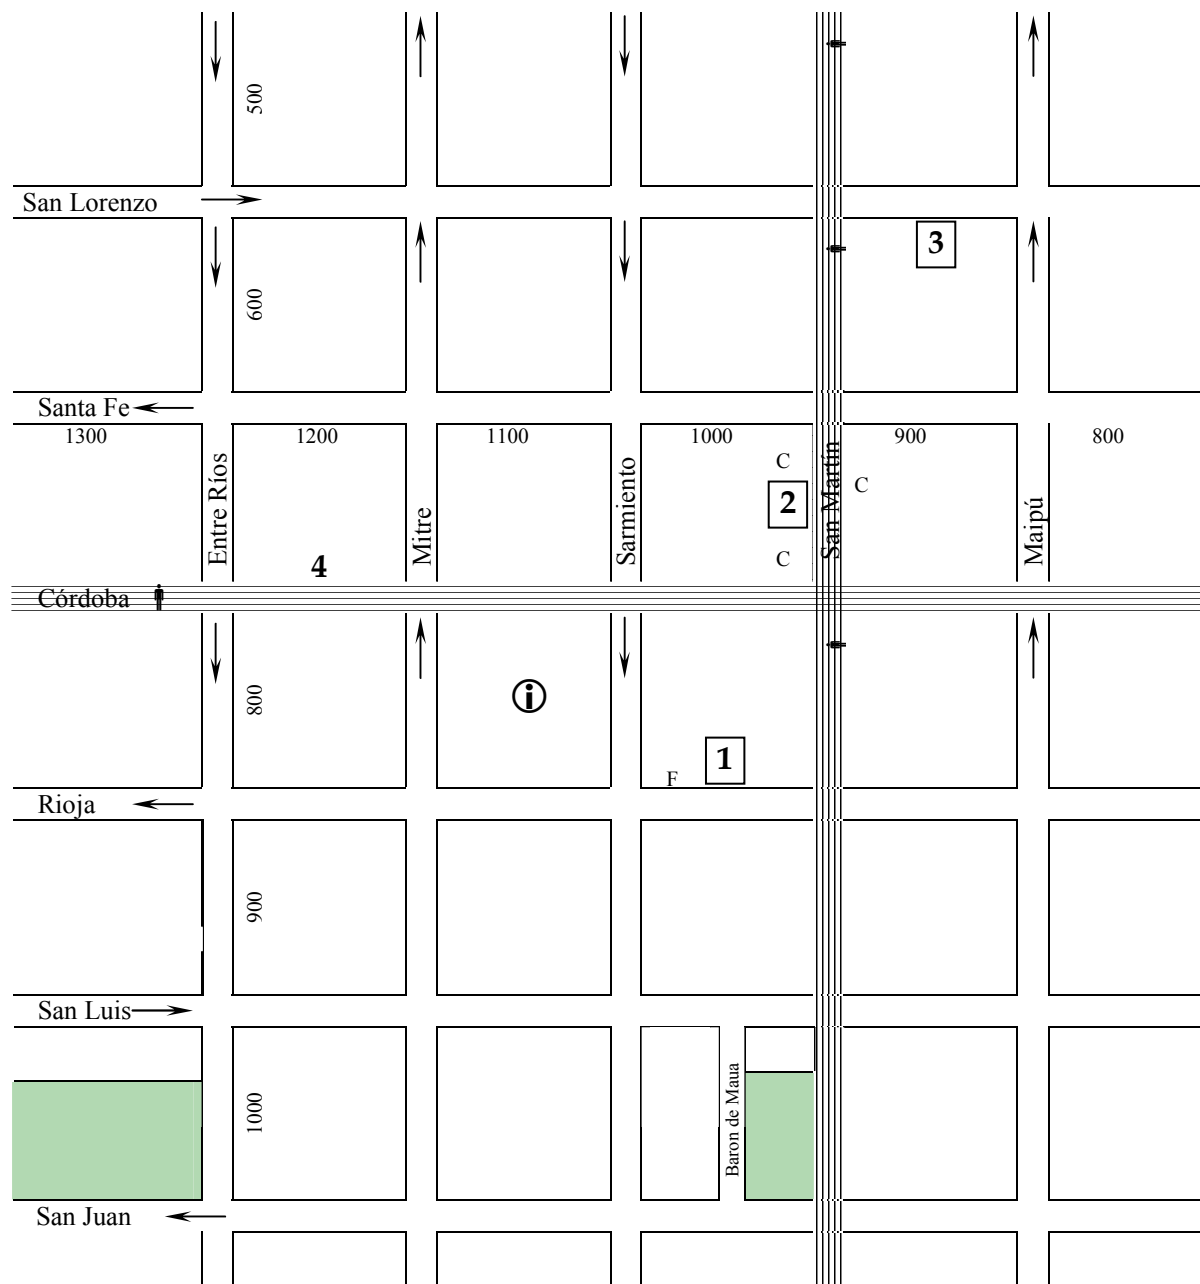 500
San Lorenzo
3
600
Santa Fe
1300
1200
1100
1000
900
800
Entre Ríos
Mitre
Sarmiento
San Martín
Maipú
C
C
2
C
4
Córdoba
800
i
1
F
Rioja
900
San Luis
1000
Baron de Maua
San Juan